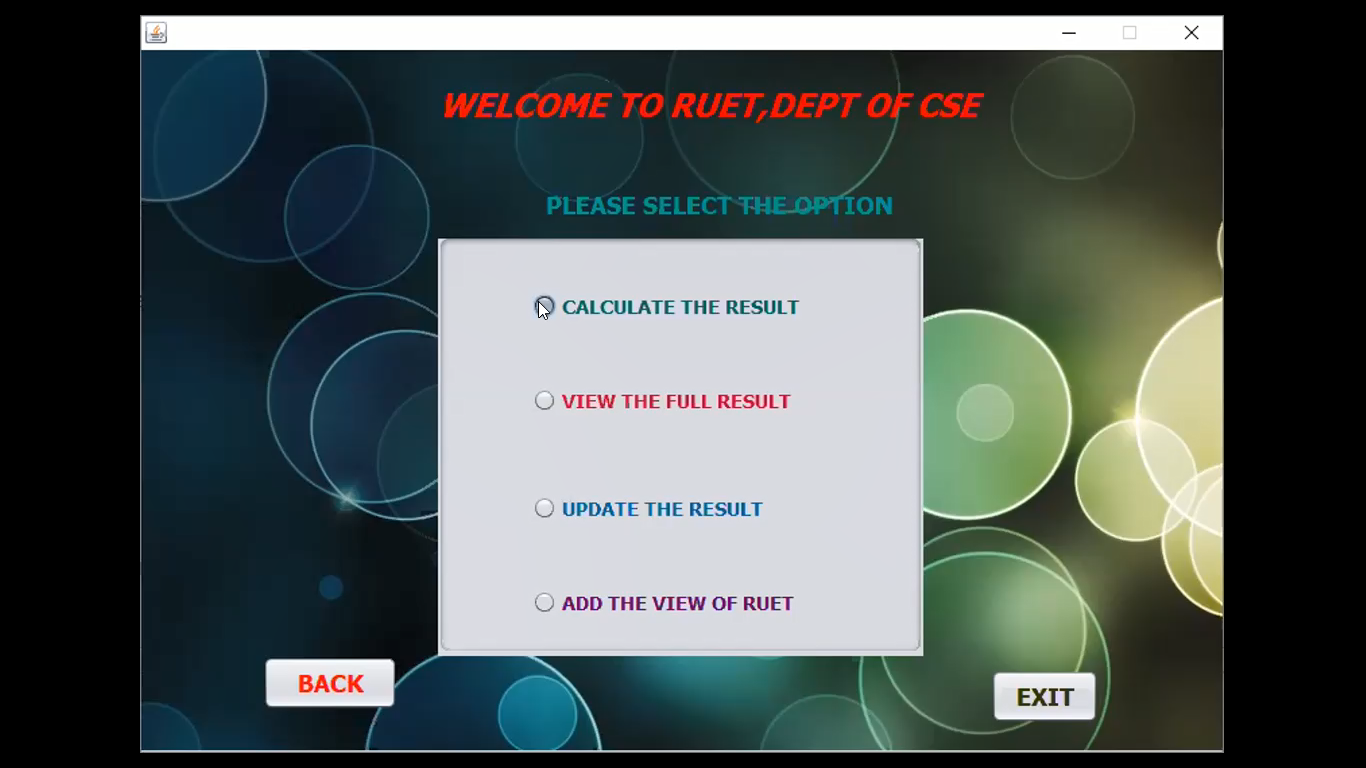 WELCOME TO RUET,DEPT OF CSE
PLEASE SELECT THE OPTION
CALCULATE THE RESULT
VIEW THE FULL RESULT
UPDATE THE RESULT
ADD THE VIEW OF RUET
BACK
EXIT